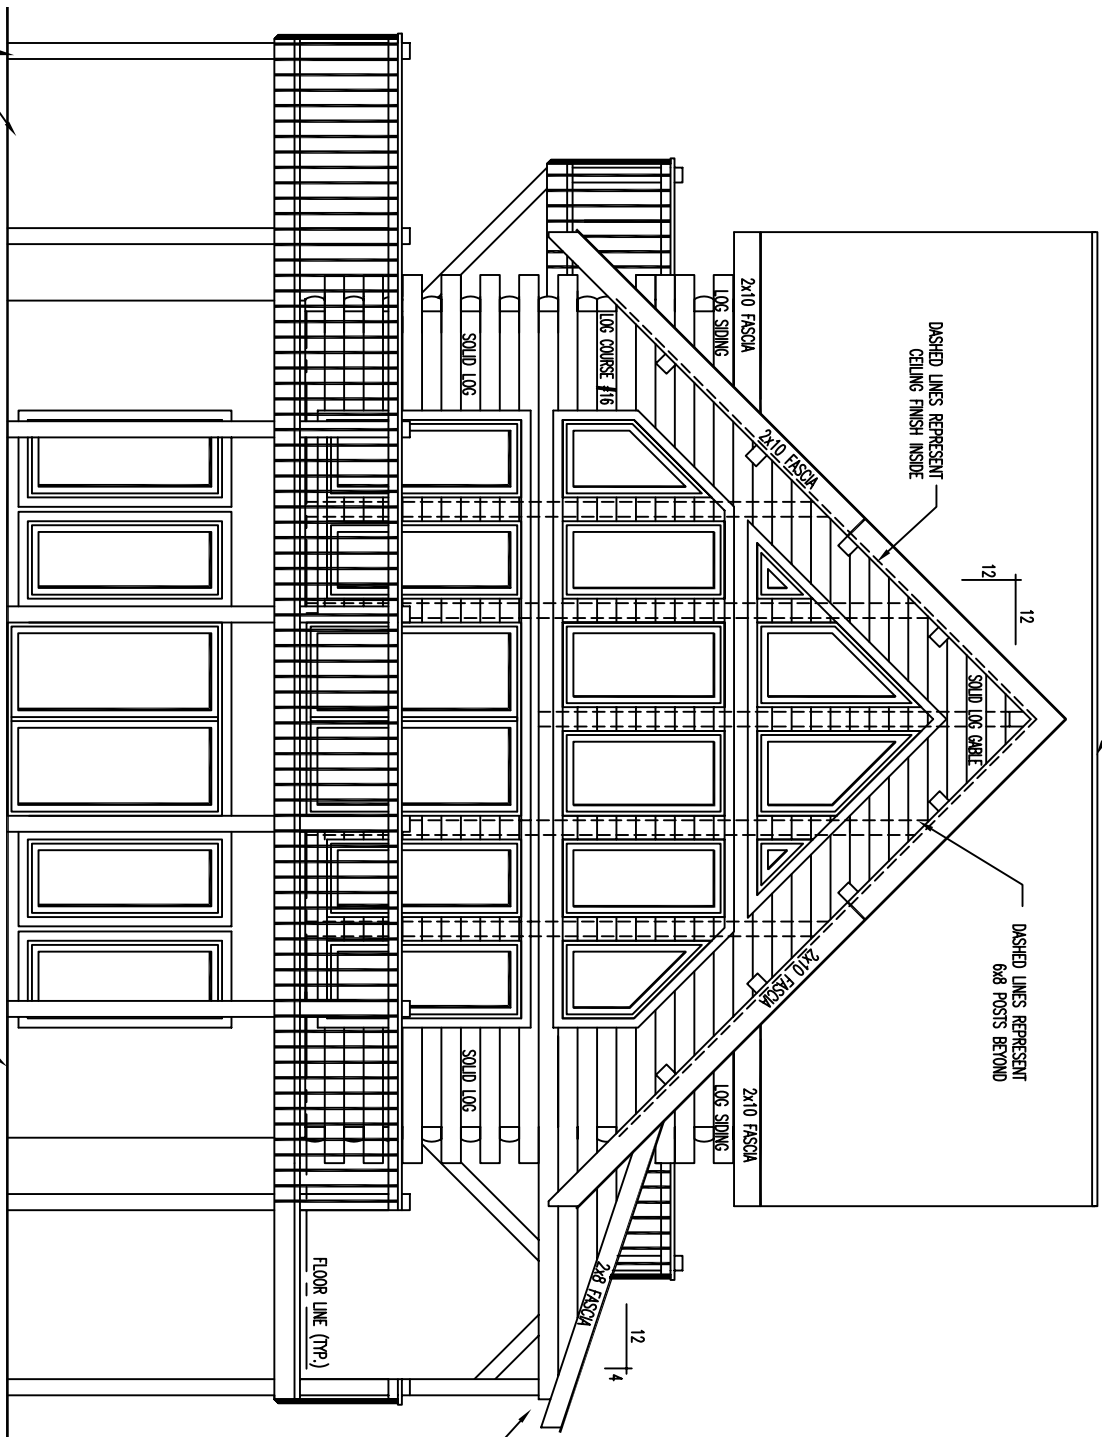 DASHED LINES REPRESENT
CEILING FINISH INSIDE
12
12
DASHED LINES REPRESENT
6x8 POSTS BEYOND
SOLID LOG GABLE
2x10 FASCIA
2x10 FASCIA
2x10 FASCIA
2x10 FASCIA
LOG SIDING
LOG SIDING
LOG COURSE #16
2x8 FASCIA
12
4
SOLID LOG
SOLID LOG
FLOOR LINE (TYP.)